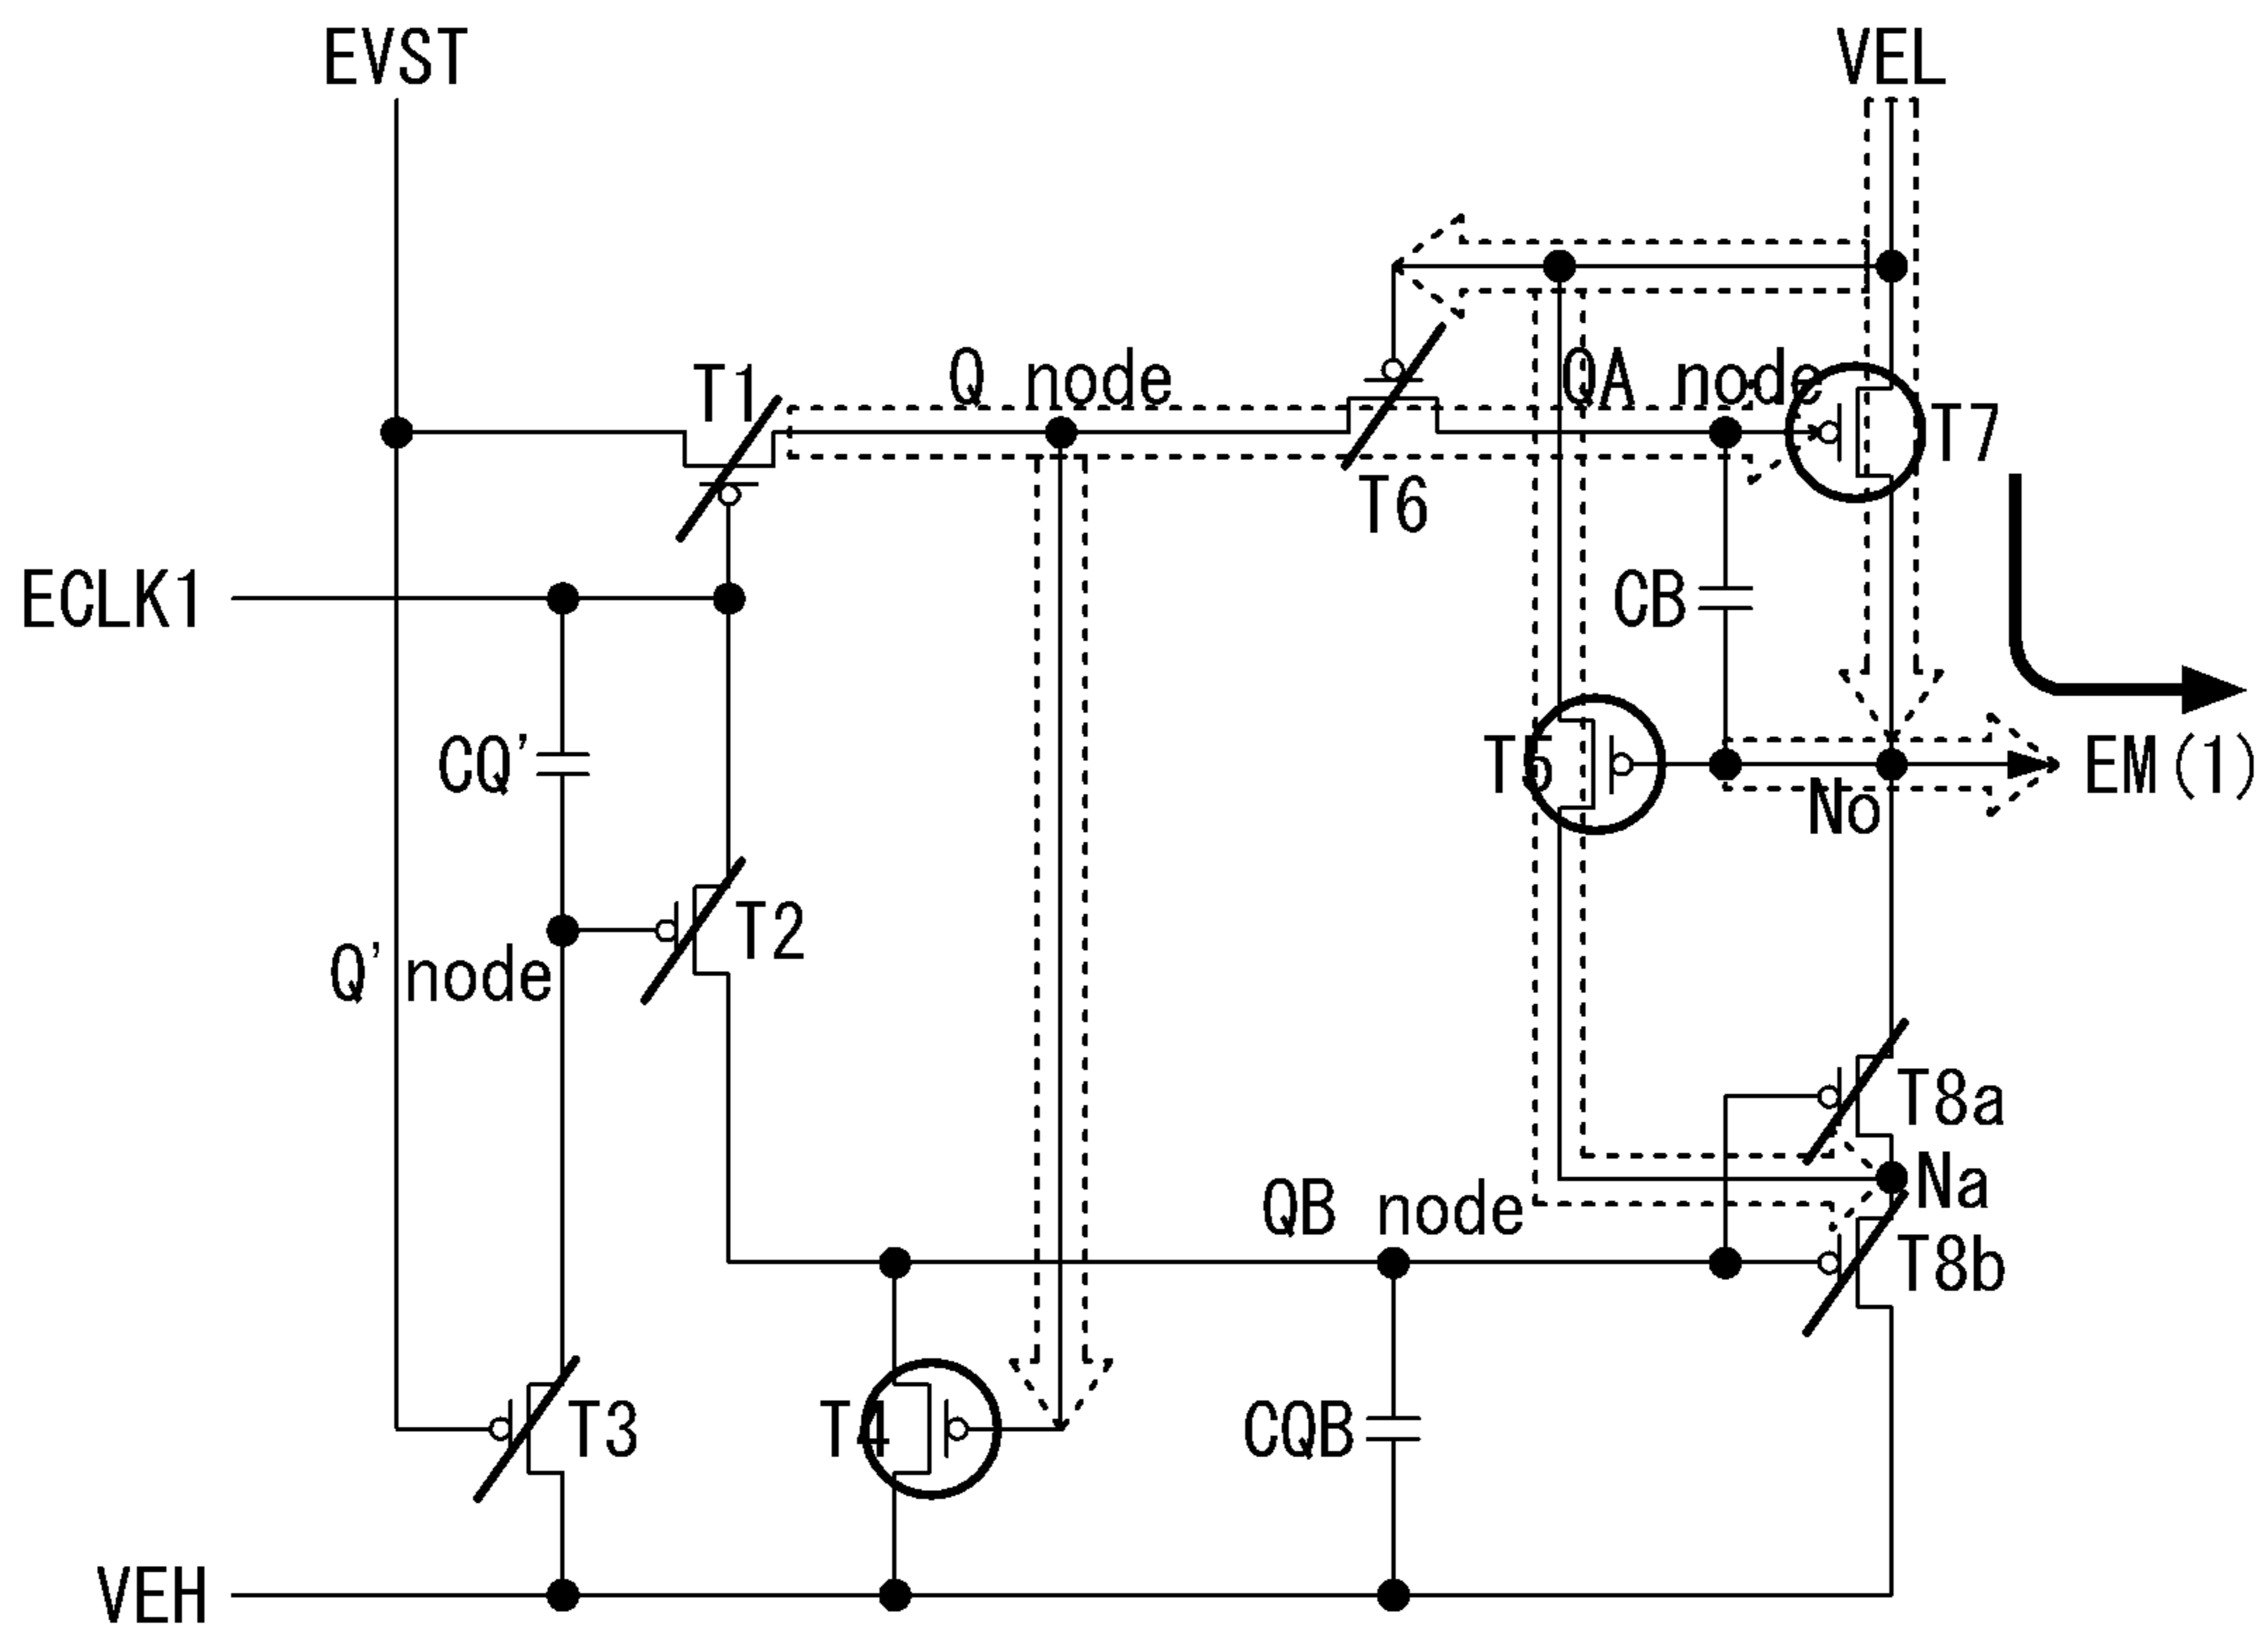 EVST
VEL
T1
Q node
QA node
T7
T6
ECLK1
CB
CQ'
T5
EM(1)
No
T2
Q' node
T8a
Na
QB node
T8b
T3
T4
CQB
VEH